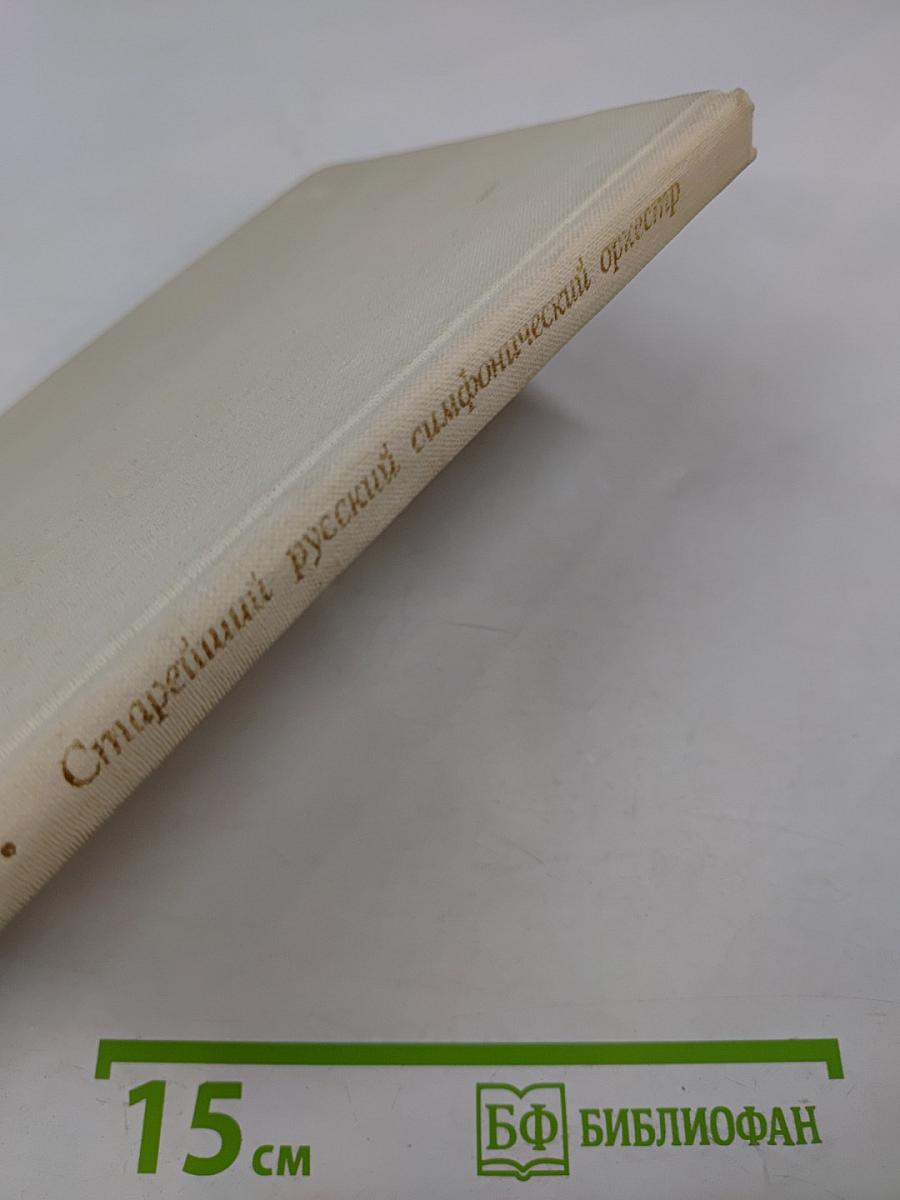 Старейший русский симфонический оркестр
15 см
БФ БИБЛИОФАН